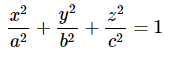 x²/a² + y²/b² + z²/c² = 1